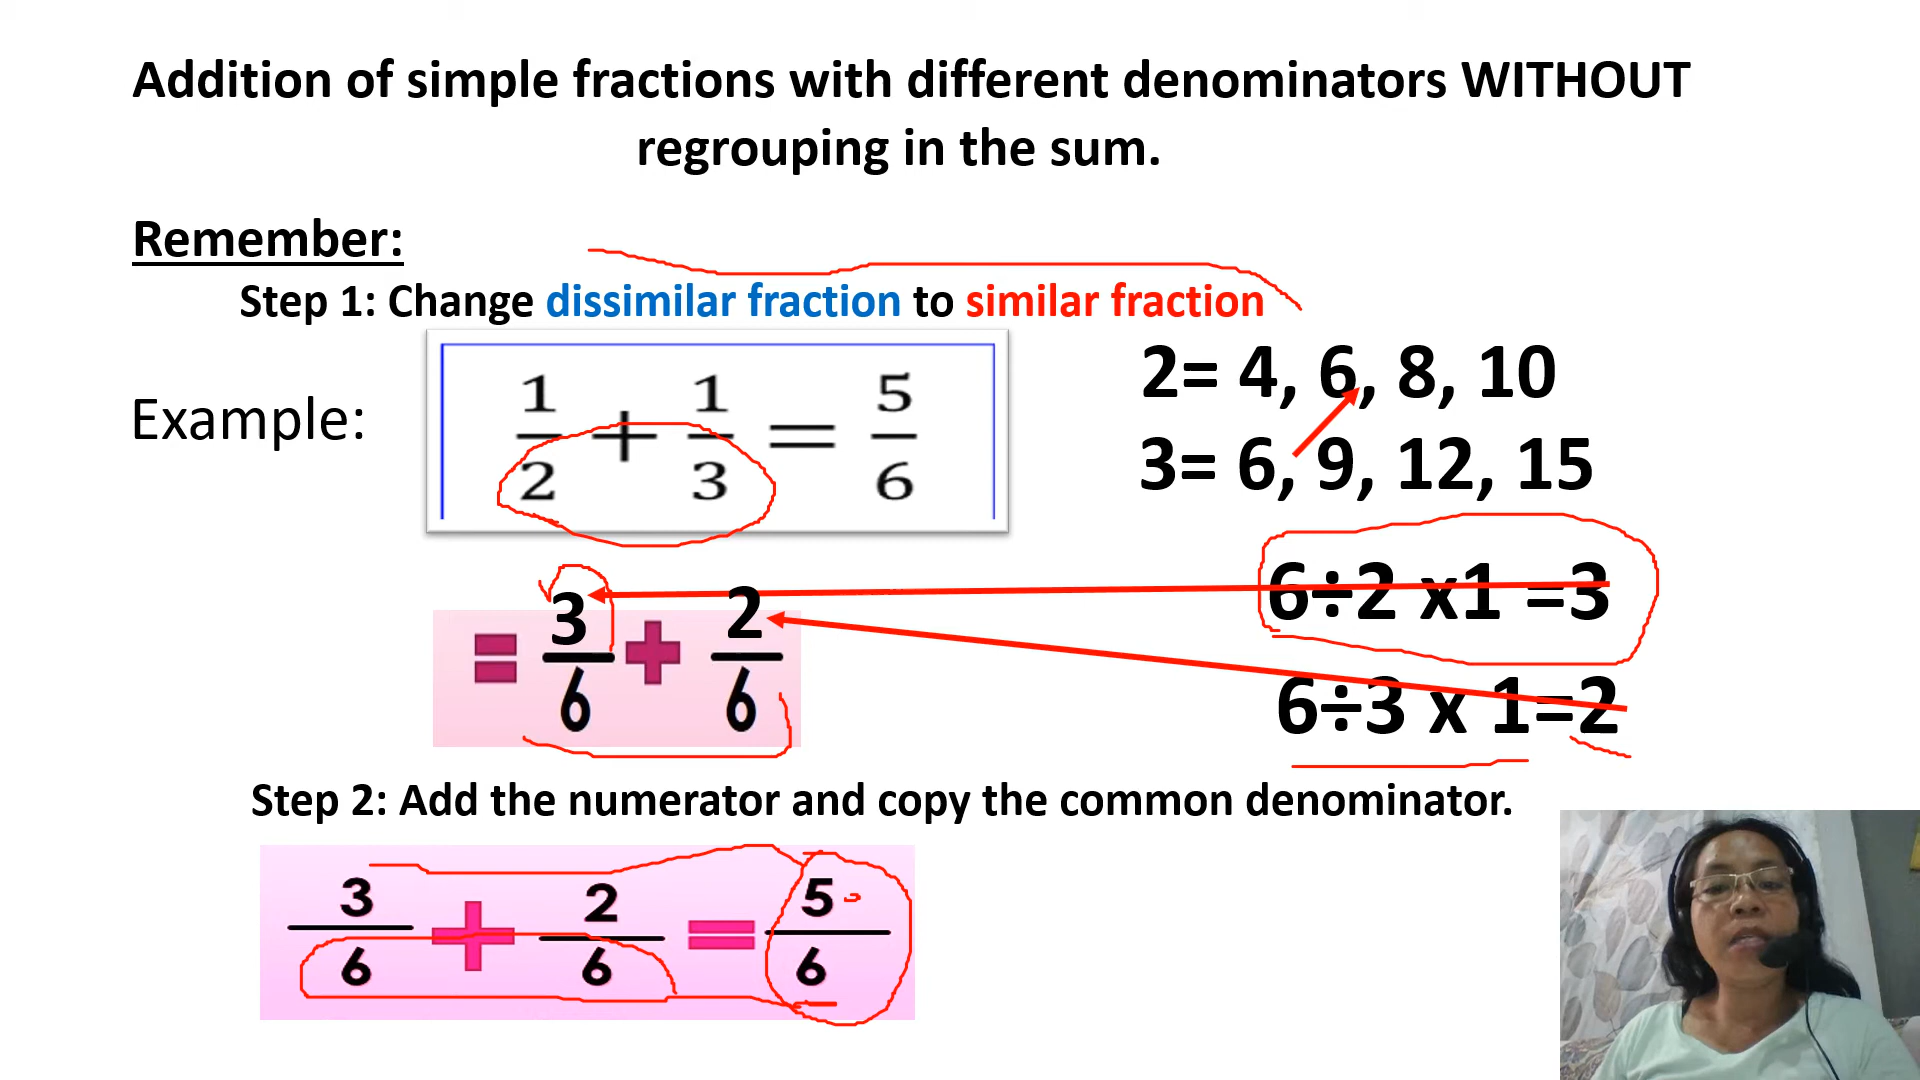 Addition of simple fractions with different denominators WITHOUT
regrouping in the sum.
Remember:
Step 1: Change dissimilar fraction to similar fraction
Example:
1/2 + 1/3 = 5/6
2= 4, 6, 8, 10
3= 6, 9, 12, 15
= 3/6 + 2/6
6÷2 x1 =3
6÷3 x 1=2
Step 2: Add the numerator and copy the common denominator.
3/6 + 2/6 = 5/6